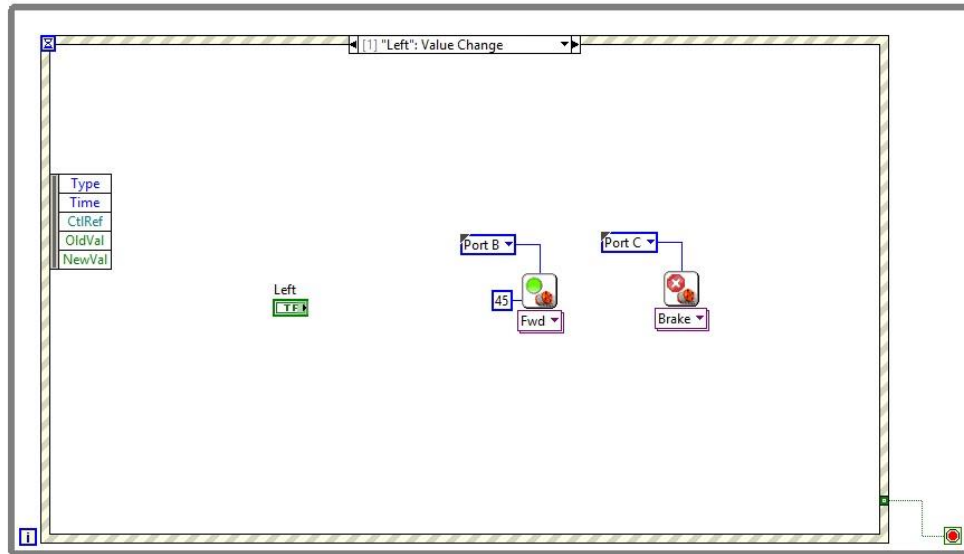 [1] "Left": Value Change
Type
Time
CtlRef
OldVal
NewVal
Left
TF
Port B
45
Fwd
Port C
Brake
i